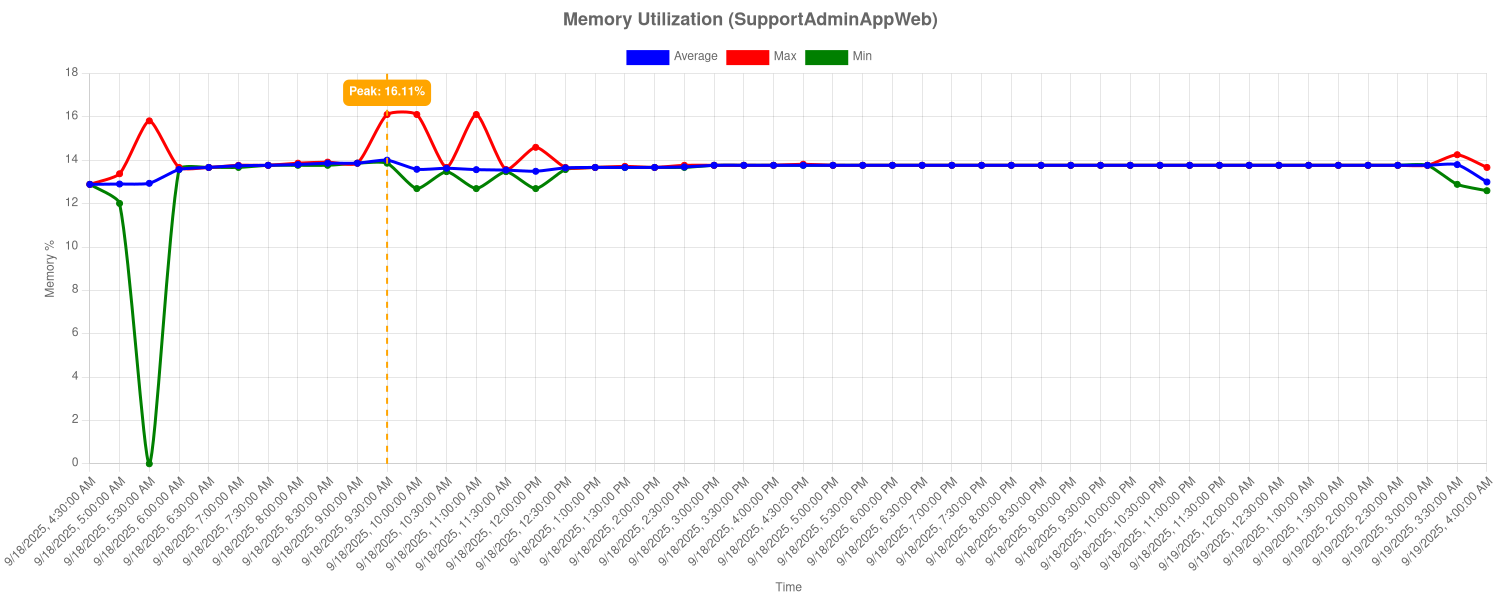 Memory Utilization (SupportAdminAppWeb)
Average Max Min
Peak: 16.11%
18
16
14
12
10
8
6
4
2
0
Memory %
9/18/2025, 4:30:00 AM
9/18/2025, 5:00:00 AM
9/18/2025, 5:30:00 AM
9/18/2025, 6:00:00 AM
9/18/2025, 6:30:00 AM
9/18/2025, 7:00:00 AM
9/18/2025, 7:30:00 AM
9/18/2025, 8:00:00 AM
9/18/2025, 8:30:00 AM
9/18/2025, 9:00:00 AM
9/18/2025, 9:30:00 AM
9/18/2025, 10:00:00 AM
9/18/2025, 10:30:00 AM
9/18/2025, 11:00:00 AM
9/18/2025, 11:30:00 AM
9/18/2025, 12:00:00 PM
9/18/2025, 12:30:00 PM
9/18/2025, 1:00:00 PM
9/18/2025, 1:30:00 PM
9/18/2025, 2:00:00 PM
9/18/2025, 2:30:00 PM
9/18/2025, 3:00:00 PM
9/18/2025, 3:30:00 PM
9/18/2025, 4:00:00 PM
9/18/2025, 4:30:00 PM
9/18/2025, 5:00:00 PM
9/18/2025, 5:30:00 PM
9/18/2025, 6:00:00 PM
9/18/2025, 6:30:00 PM
9/18/2025, 7:00:00 PM
9/18/2025, 7:30:00 PM
9/18/2025, 8:00:00 PM
9/18/2025, 8:30:00 PM
9/18/2025, 9:00:00 PM
9/18/2025, 9:30:00 PM
9/18/2025, 10:00:00 PM
9/18/2025, 10:30:00 PM
9/18/2025, 11:00:00 PM
9/18/2025, 11:30:00 PM
9/19/2025, 12:00:00 AM
9/19/2025, 12:30:00 AM
9/19/2025, 1:00:00 AM
9/19/2025, 1:30:00 AM
9/19/2025, 2:00:00 AM
9/19/2025, 2:30:00 AM
9/19/2025, 3:00:00 AM
9/19/2025, 3:30:00 AM
9/19/2025, 4:00:00 AM
Time